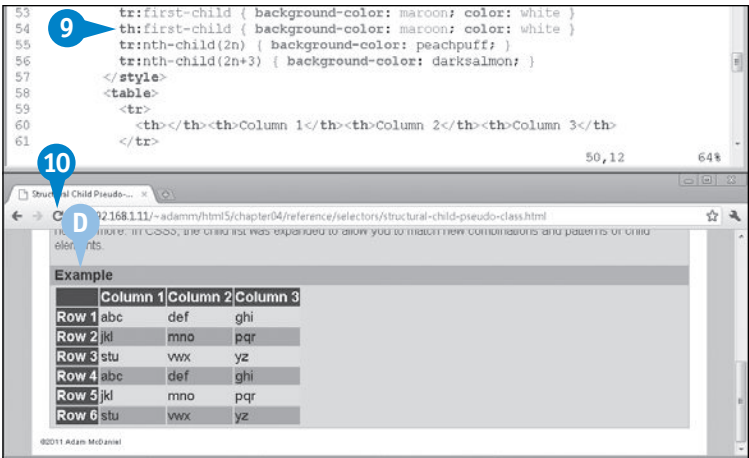 53 tr:first-child { background-color: maroon; color: white }
9
54 th:first-child { background-color: maroon; color: white }
55 tr:nth-child(2n) { background-color: peachpuff; }
56 tr:nth-child(2n+3) { background-color: darksalmon; }
57 </style>
58 <table>
59 <tr>
60 <th></th><th>Column 1</th><th>Column 2</th><th>Column 3</th>
61 </tr>
50,12 64%
10
Child Pseudo-...
D
/~adamm/html5/chapter04/reference/selectors/structural-child-pseudo-class.html
more. In CSS3, the child list was expanded to allow you to match new combinations and patterns of child
Example
Column 1 Column 2 Column 3
Row 1 abc def ghi
Row 2 jkl mno pqr
Row 3 stu vwx yz
Row 4 abc def ghi
Row 5 jkl mno pqr
Row 6 stu vwx yz
©2011 Adam McDaniel